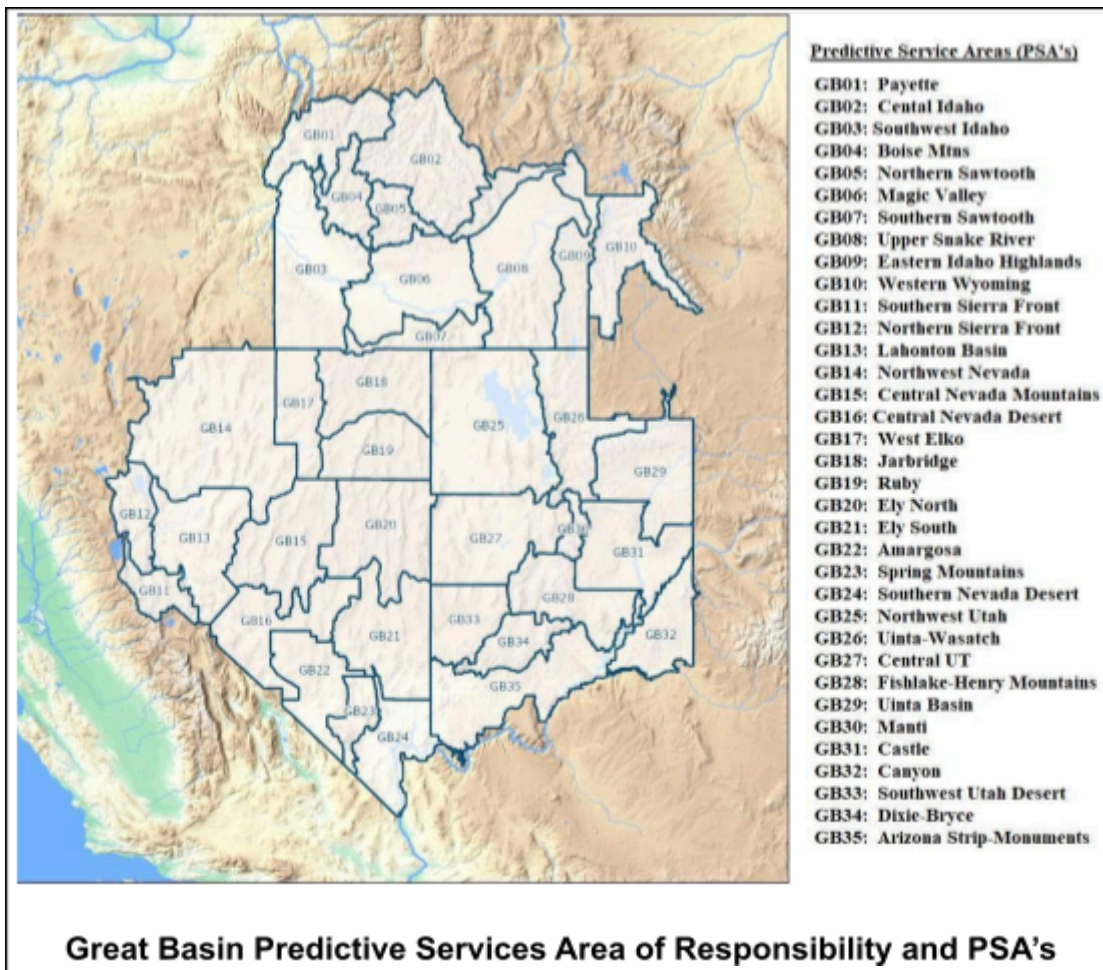 Predictive Service Areas (PSA's)
GB01: Payette
GB02: Cental Idaho
GB03: Southwest Idaho
GB04: Boise Mtns
GB05: Northern Sawtooth
GB06: Magic Valley
GB07: Southern Sawtooth
GB08: Upper Snake River
GB09: Eastern Idaho Highlands
GB10: Western Wyoming
GB11: Southern Sierra Front
GB12: Northern Sierra Front
GB13: Lahonton Basin
GB14: Northwest Nevada
GB15: Central Nevada Mountains
GB16: Central Nevada Desert
GB17: West Elko
GB18: Jarbridge
GB19: Ruby
GB20: Ely North
GB21: Ely South
GB22: Amargosa
GB23: Spring Mountains
GB24: Southern Nevada Desert
GB25: Northwest Utah
GB26: Uinta-Wasatch
GB27: Central UT
GB28: Fishlake-Henry Mountains
GB29: Uinta Basin
GB30: Manti
GB31: Castle
GB32: Canyon
GB33: Southwest Utah Desert
GB34: Dixie-Bryce
GB35: Arizona Strip-Monuments
GB01
GB02
GB04
GB05
GB03
GB06
GB08
GB09
GB10
GB07
GB18
GB17
GB14
GB25
GB26
GB19
GB29
GB12
GB13
GB15
GB20
GB27
GB30
GB31
GB11
GB16
GB21
GB33
GB28
GB34
GB32
GB22
GB23
GB24
GB35
Great Basin Predictive Services Area of Responsibility and PSA's